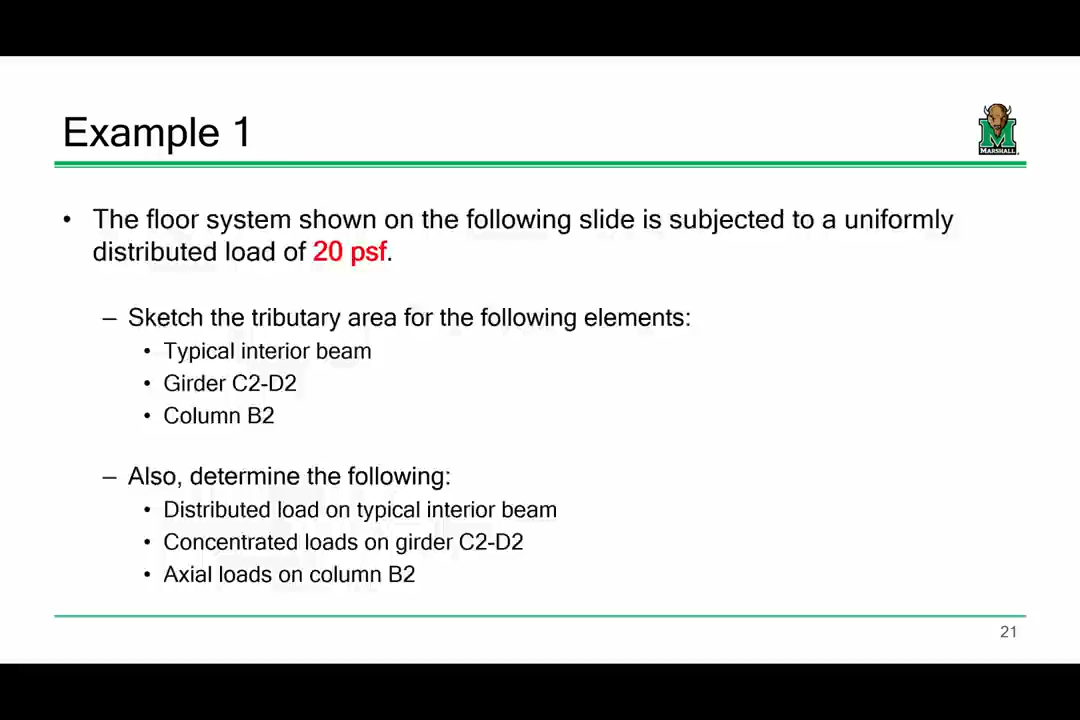 Example 1
M
MARSHALL
• The floor system shown on the following slide is subjected to a uniformly
distributed load of 20 psf.
– Sketch the tributary area for the following elements:
• Typical interior beam
• Girder C2-D2
• Column B2
– Also, determine the following:
• Distributed load on typical interior beam
• Concentrated loads on girder C2-D2
• Axial loads on column B2
21